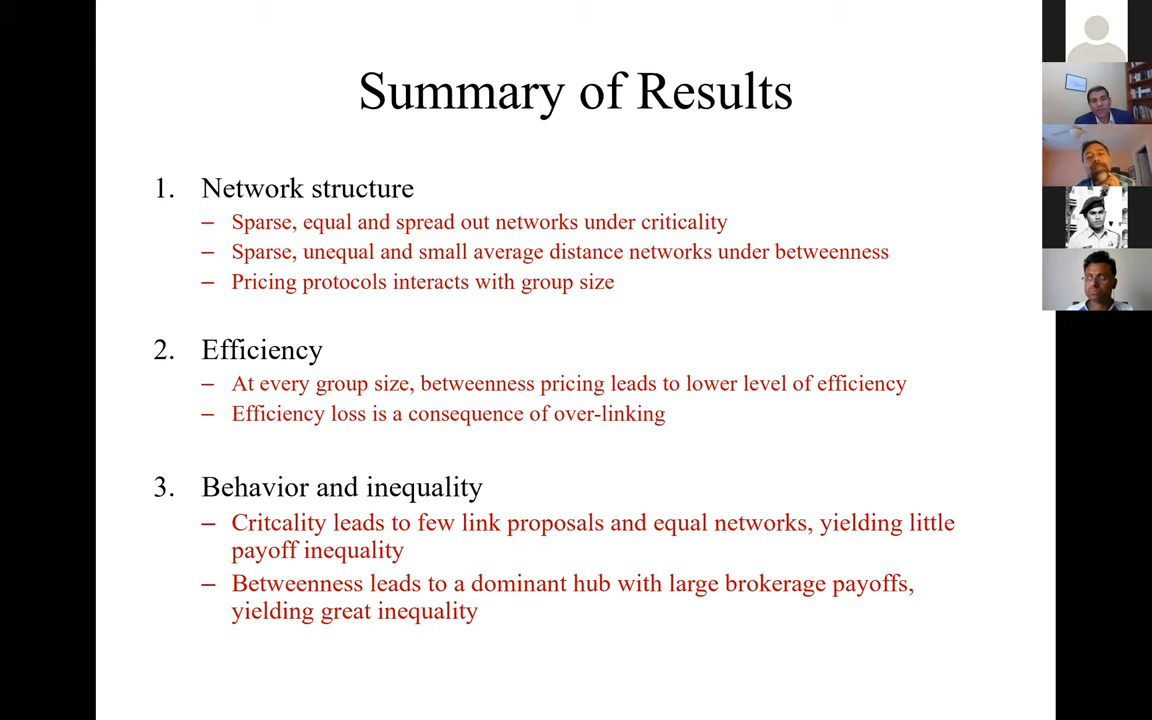 Summary of Results
1. Network structure
– Sparse, equal and spread out networks under criticality
– Sparse, unequal and small average distance networks under betweenness
– Pricing protocols interacts with group size
2. Efficiency
– At every group size, betweenness pricing leads to lower level of efficiency
– Efficiency loss is a consequence of over-linking
3. Behavior and inequality
– Critcality leads to few link proposals and equal networks, yielding little
payoff inequality
– Betweenness leads to a dominant hub with large brokerage payoffs,
yielding great inequality